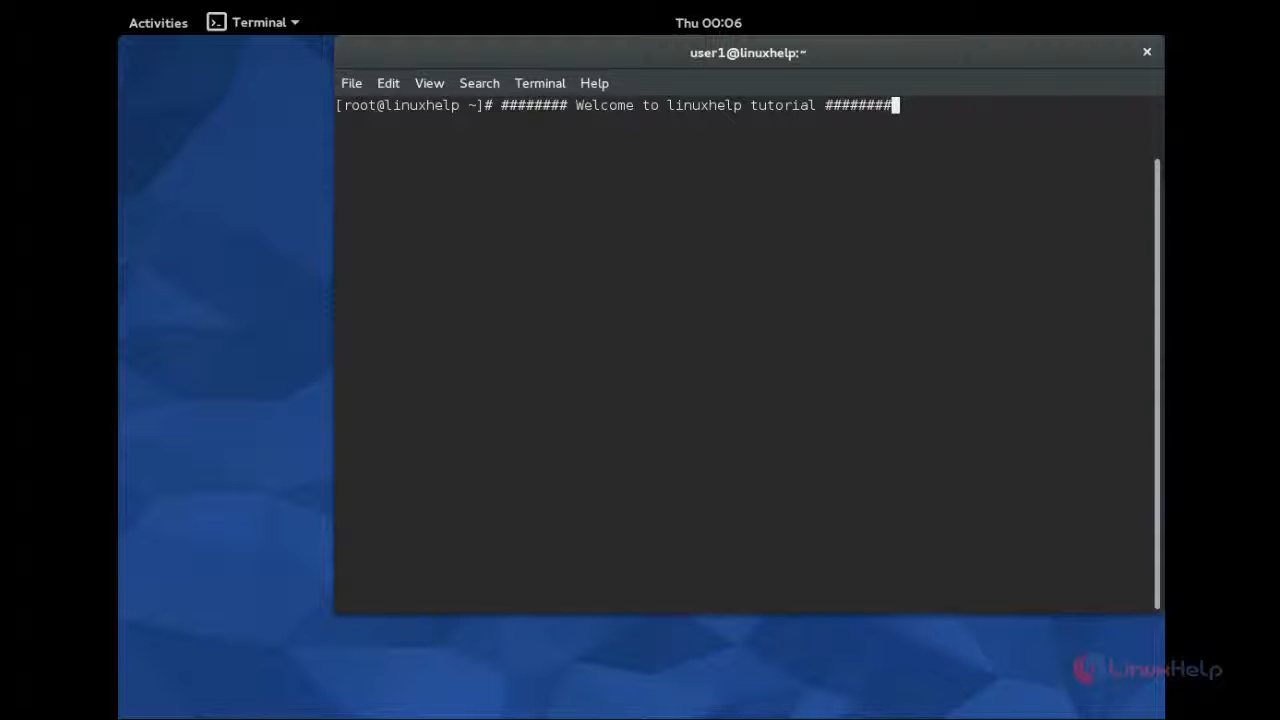 Activities Terminal Thu 00:06
user1@linuxhelp:~ ×
File Edit View Search Terminal Help
[root@linuxhelp ~]# ######## Welcome to linuxhelp tutorial ########
LinuxHelp